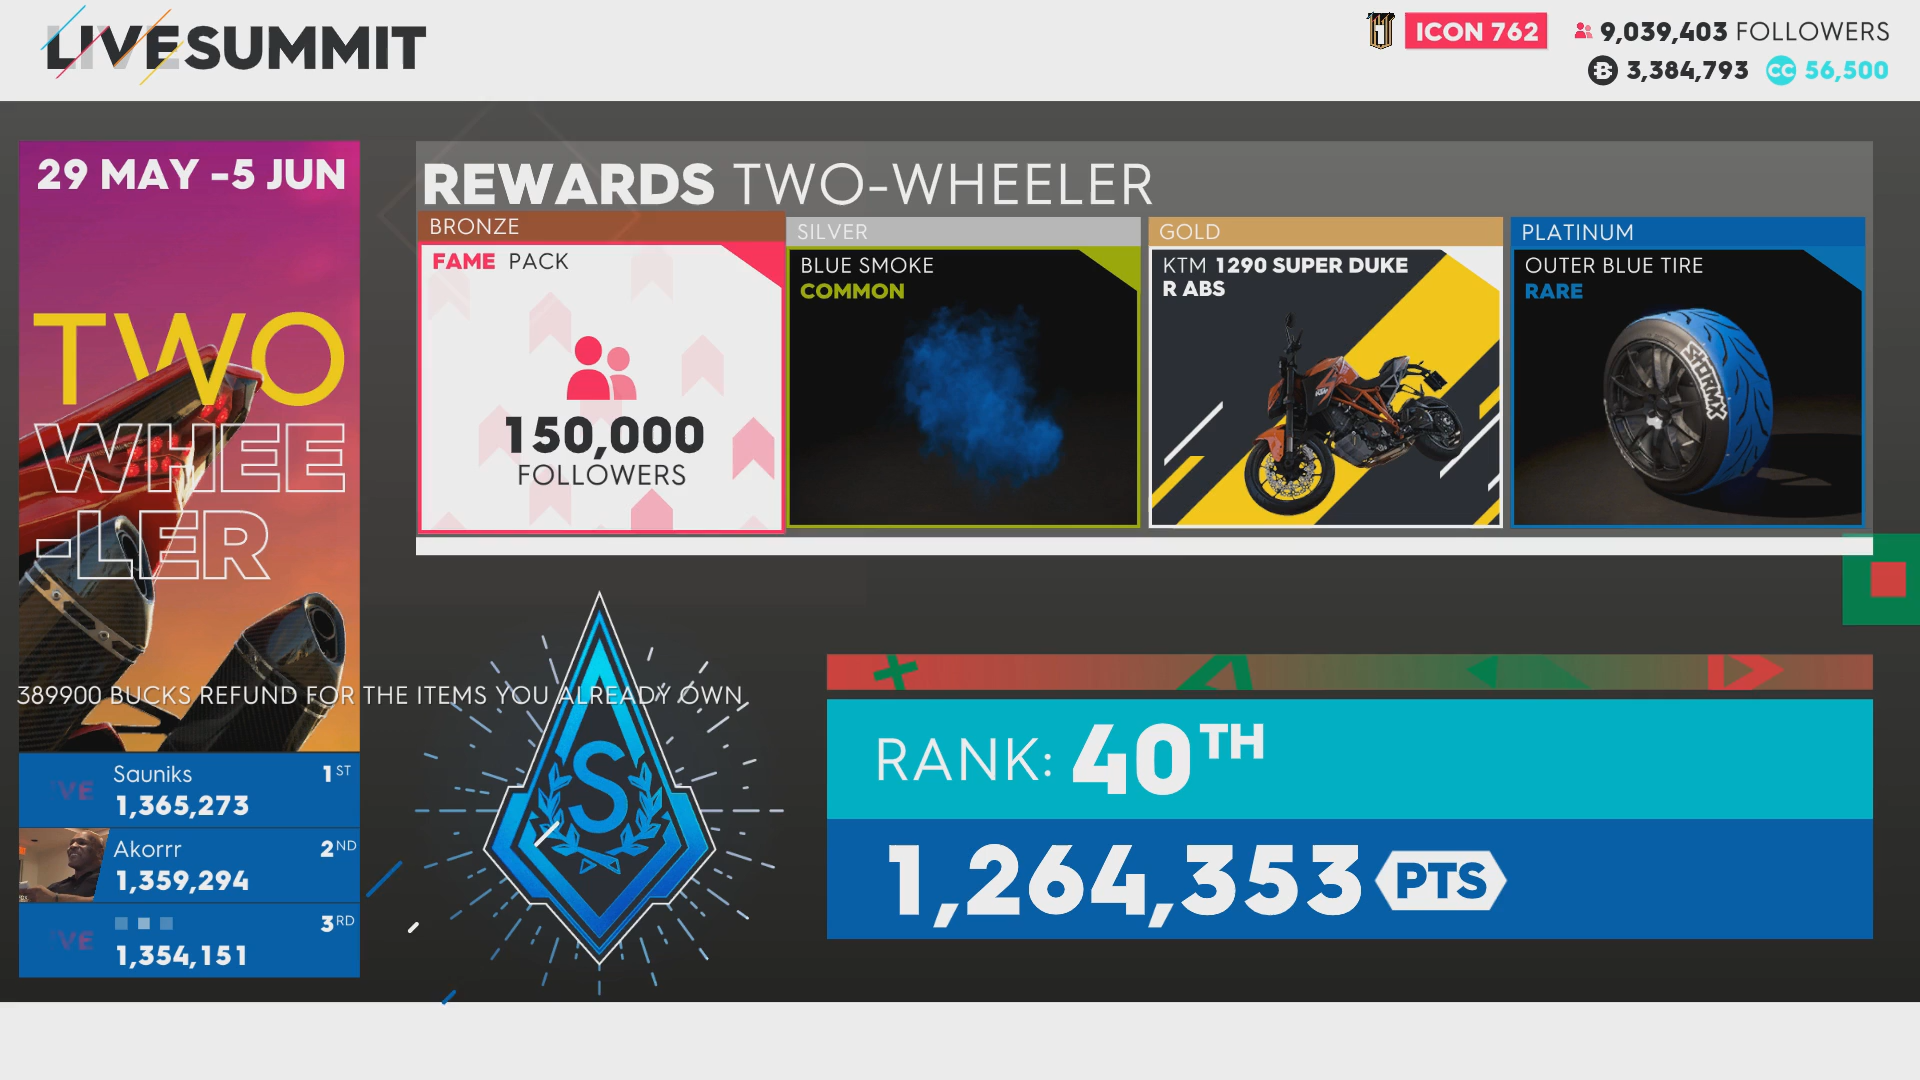 LIVESUMMIT
ICON 762
9,039,403 FOLLOWERS
3,384,793
CC 56,500
29 MAY -5 JUN
TWO
WHEE
-LER
REWARDS TWO-WHEELER
BRONZE
FAME PACK
150,000
FOLLOWERS
SILVER
BLUE SMOKE
COMMON
GOLD
KTM 1290 SUPER DUKE
R ABS
PLATINUM
OUTER BLUE TIRE
RARE
STORMX
389900 BUCKS REFUND FOR THE ITEMS YOU ALREADY OWN
Sauniks 1ST
1,365,273
Akorrr 2ND
1,359,294
3RD
1,354,151
S
RANK: 40TH
1,264,353 PTS